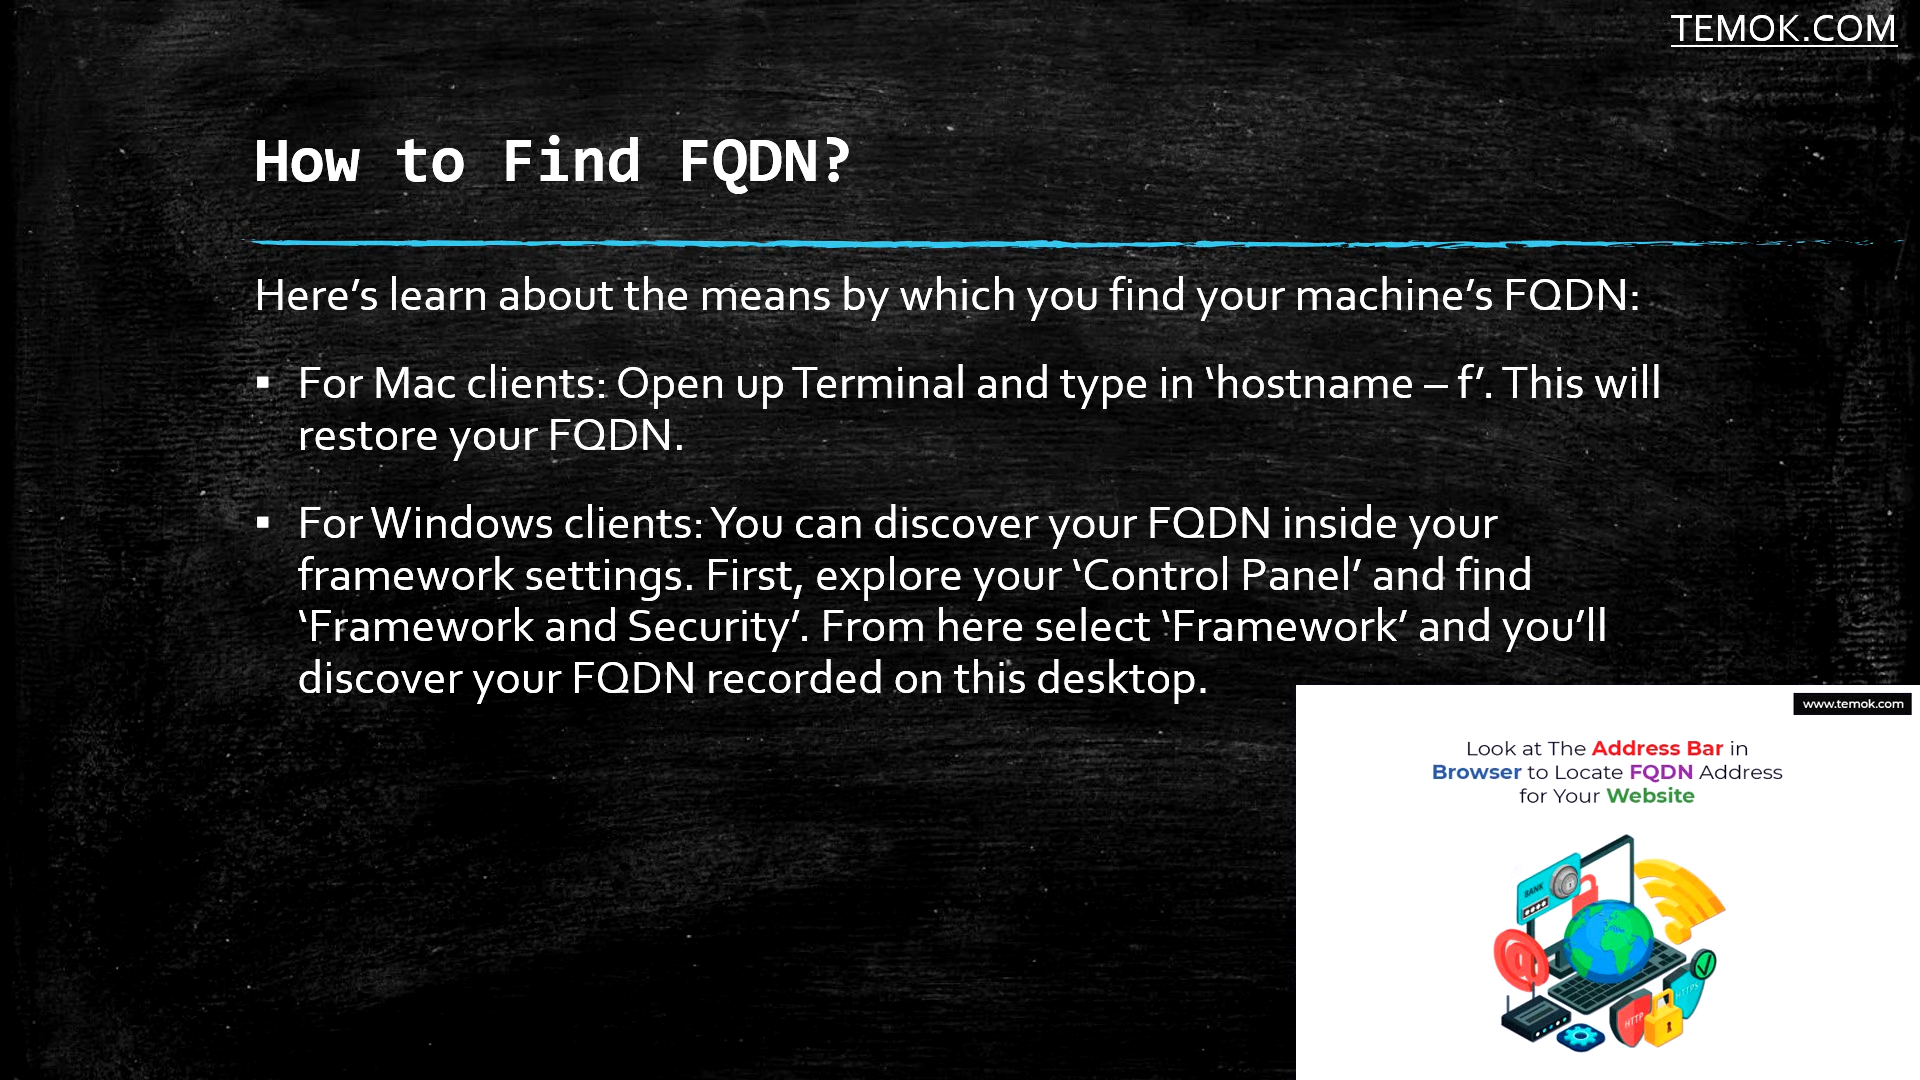 TEMOK.COM
How to Find FQDN?
Here’s learn about the means by which you find your machine’s FQDN:
▪ For Mac clients: Open up Terminal and type in ‘hostname – f’. This will
restore your FQDN.
▪ For Windows clients: You can discover your FQDN inside your
framework settings. First, explore your ‘Control Panel’ and find
‘Framework and Security’. From here select ‘Framework’ and you’ll
discover your FQDN recorded on this desktop.
www.temok.com
Look at The Address Bar in
Browser to Locate FQDN Address
for Your Website
BANK
@
HTTPS
HTTP